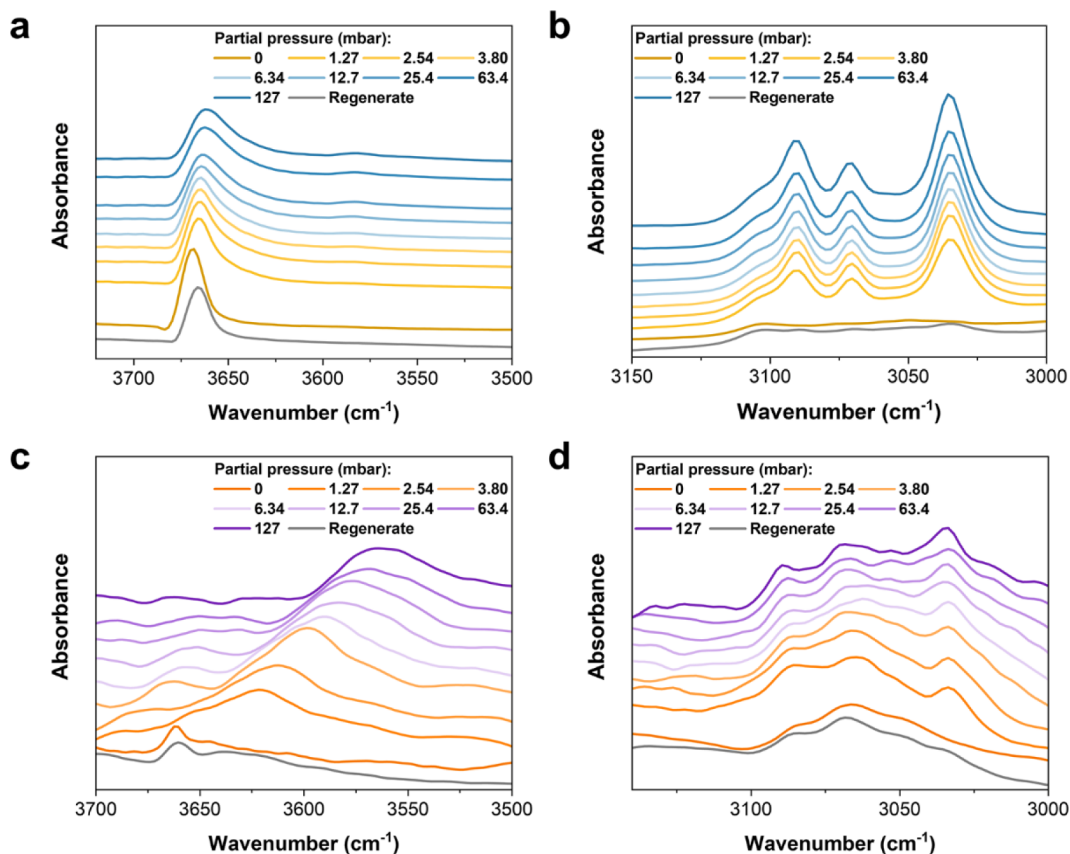 a
Partial pressure (mbar):
0 1.27 2.54 3.80
6.34 12.7 25.4 63.4
127 Regenerate
Absorbance
3700 3650 3600 3550 3500
Wavenumber (cm⁻¹)
b
Partial pressure (mbar):
0 1.27 2.54 3.80
6.34 12.7 25.4 63.4
127 Regenerate
Absorbance
3150 3100 3050 3000
Wavenumber (cm⁻¹)
c
Partial pressure (mbar):
0 1.27 2.54 3.80
6.34 12.7 25.4 63.4
127 Regenerate
Absorbance
3700 3650 3600 3550 3500
Wavenumber (cm⁻¹)
d
Partial pressure (mbar):
0 1.27 2.54 3.80
6.34 12.7 25.4 63.4
127 Regenerate
Absorbance
3100 3050 3000
Wavenumber (cm⁻¹)